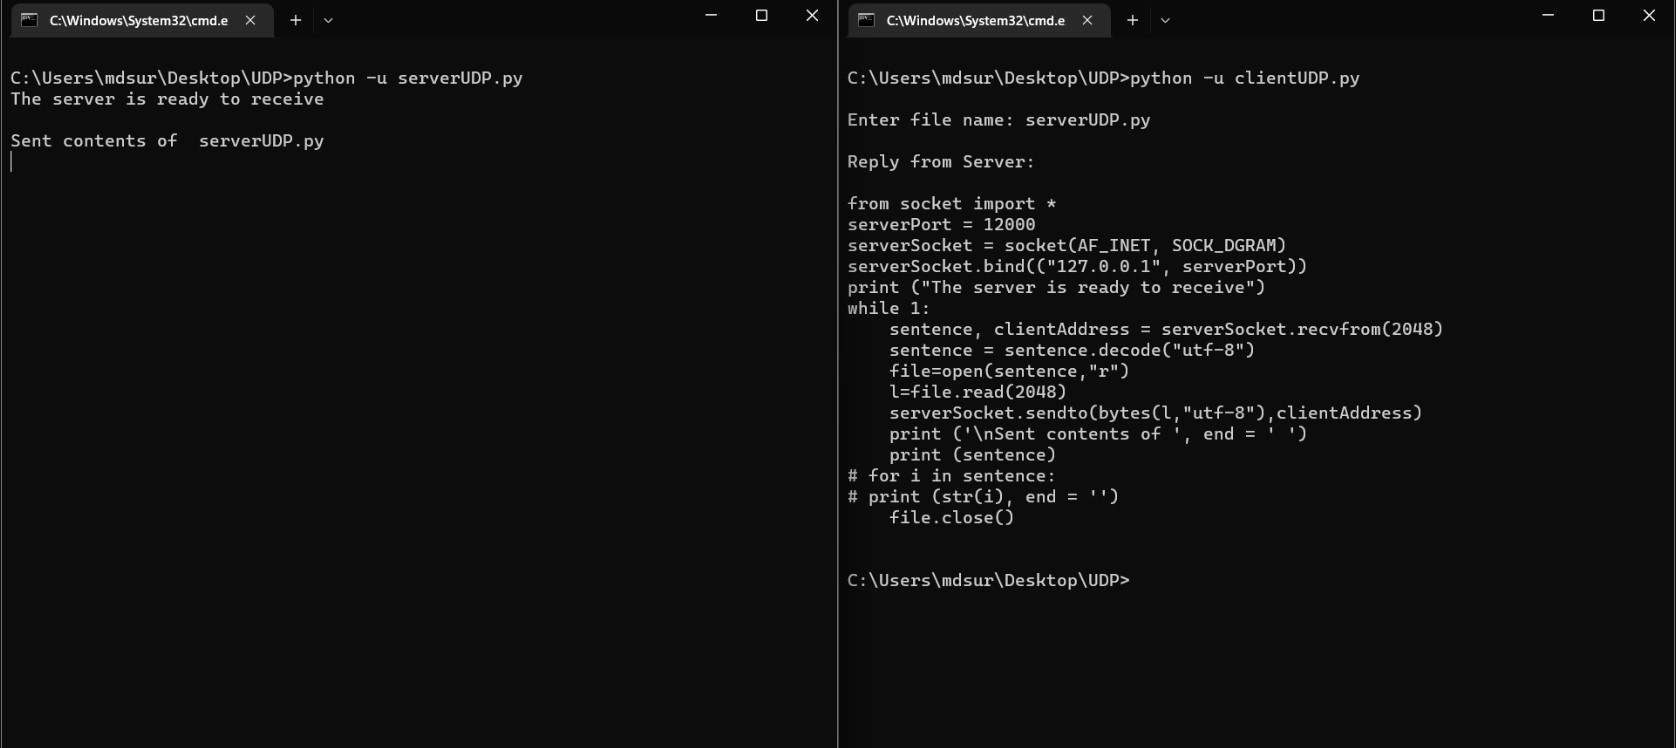 C:\Windows\System32\cmd.e
C:\Users\mdsur\Desktop\UDP>python -u serverUDP.py
The server is ready to receive
Sent contents of  serverUDP.py
C:\Windows\System32\cmd.e
C:\Users\mdsur\Desktop\UDP>python -u clientUDP.py
Enter file name: serverUDP.py
Reply from Server:
from socket import *
serverPort = 12000
serverSocket = socket(AF_INET, SOCK_DGRAM)
serverSocket.bind(("127.0.0.1", serverPort))
print ("The server is ready to receive")
while 1:
    sentence, clientAddress = serverSocket.recvfrom(2048)
    sentence = sentence.decode("utf-8")
    file=open(sentence,"r")
    l=file.read(2048)
    serverSocket.sendto(bytes(l,"utf-8"),clientAddress)
    print ('\nSent contents of ', end = ' ')
    print (sentence)
# for i in sentence:
# print (str(i), end = '')
    file.close()
C:\Users\mdsur\Desktop\UDP>